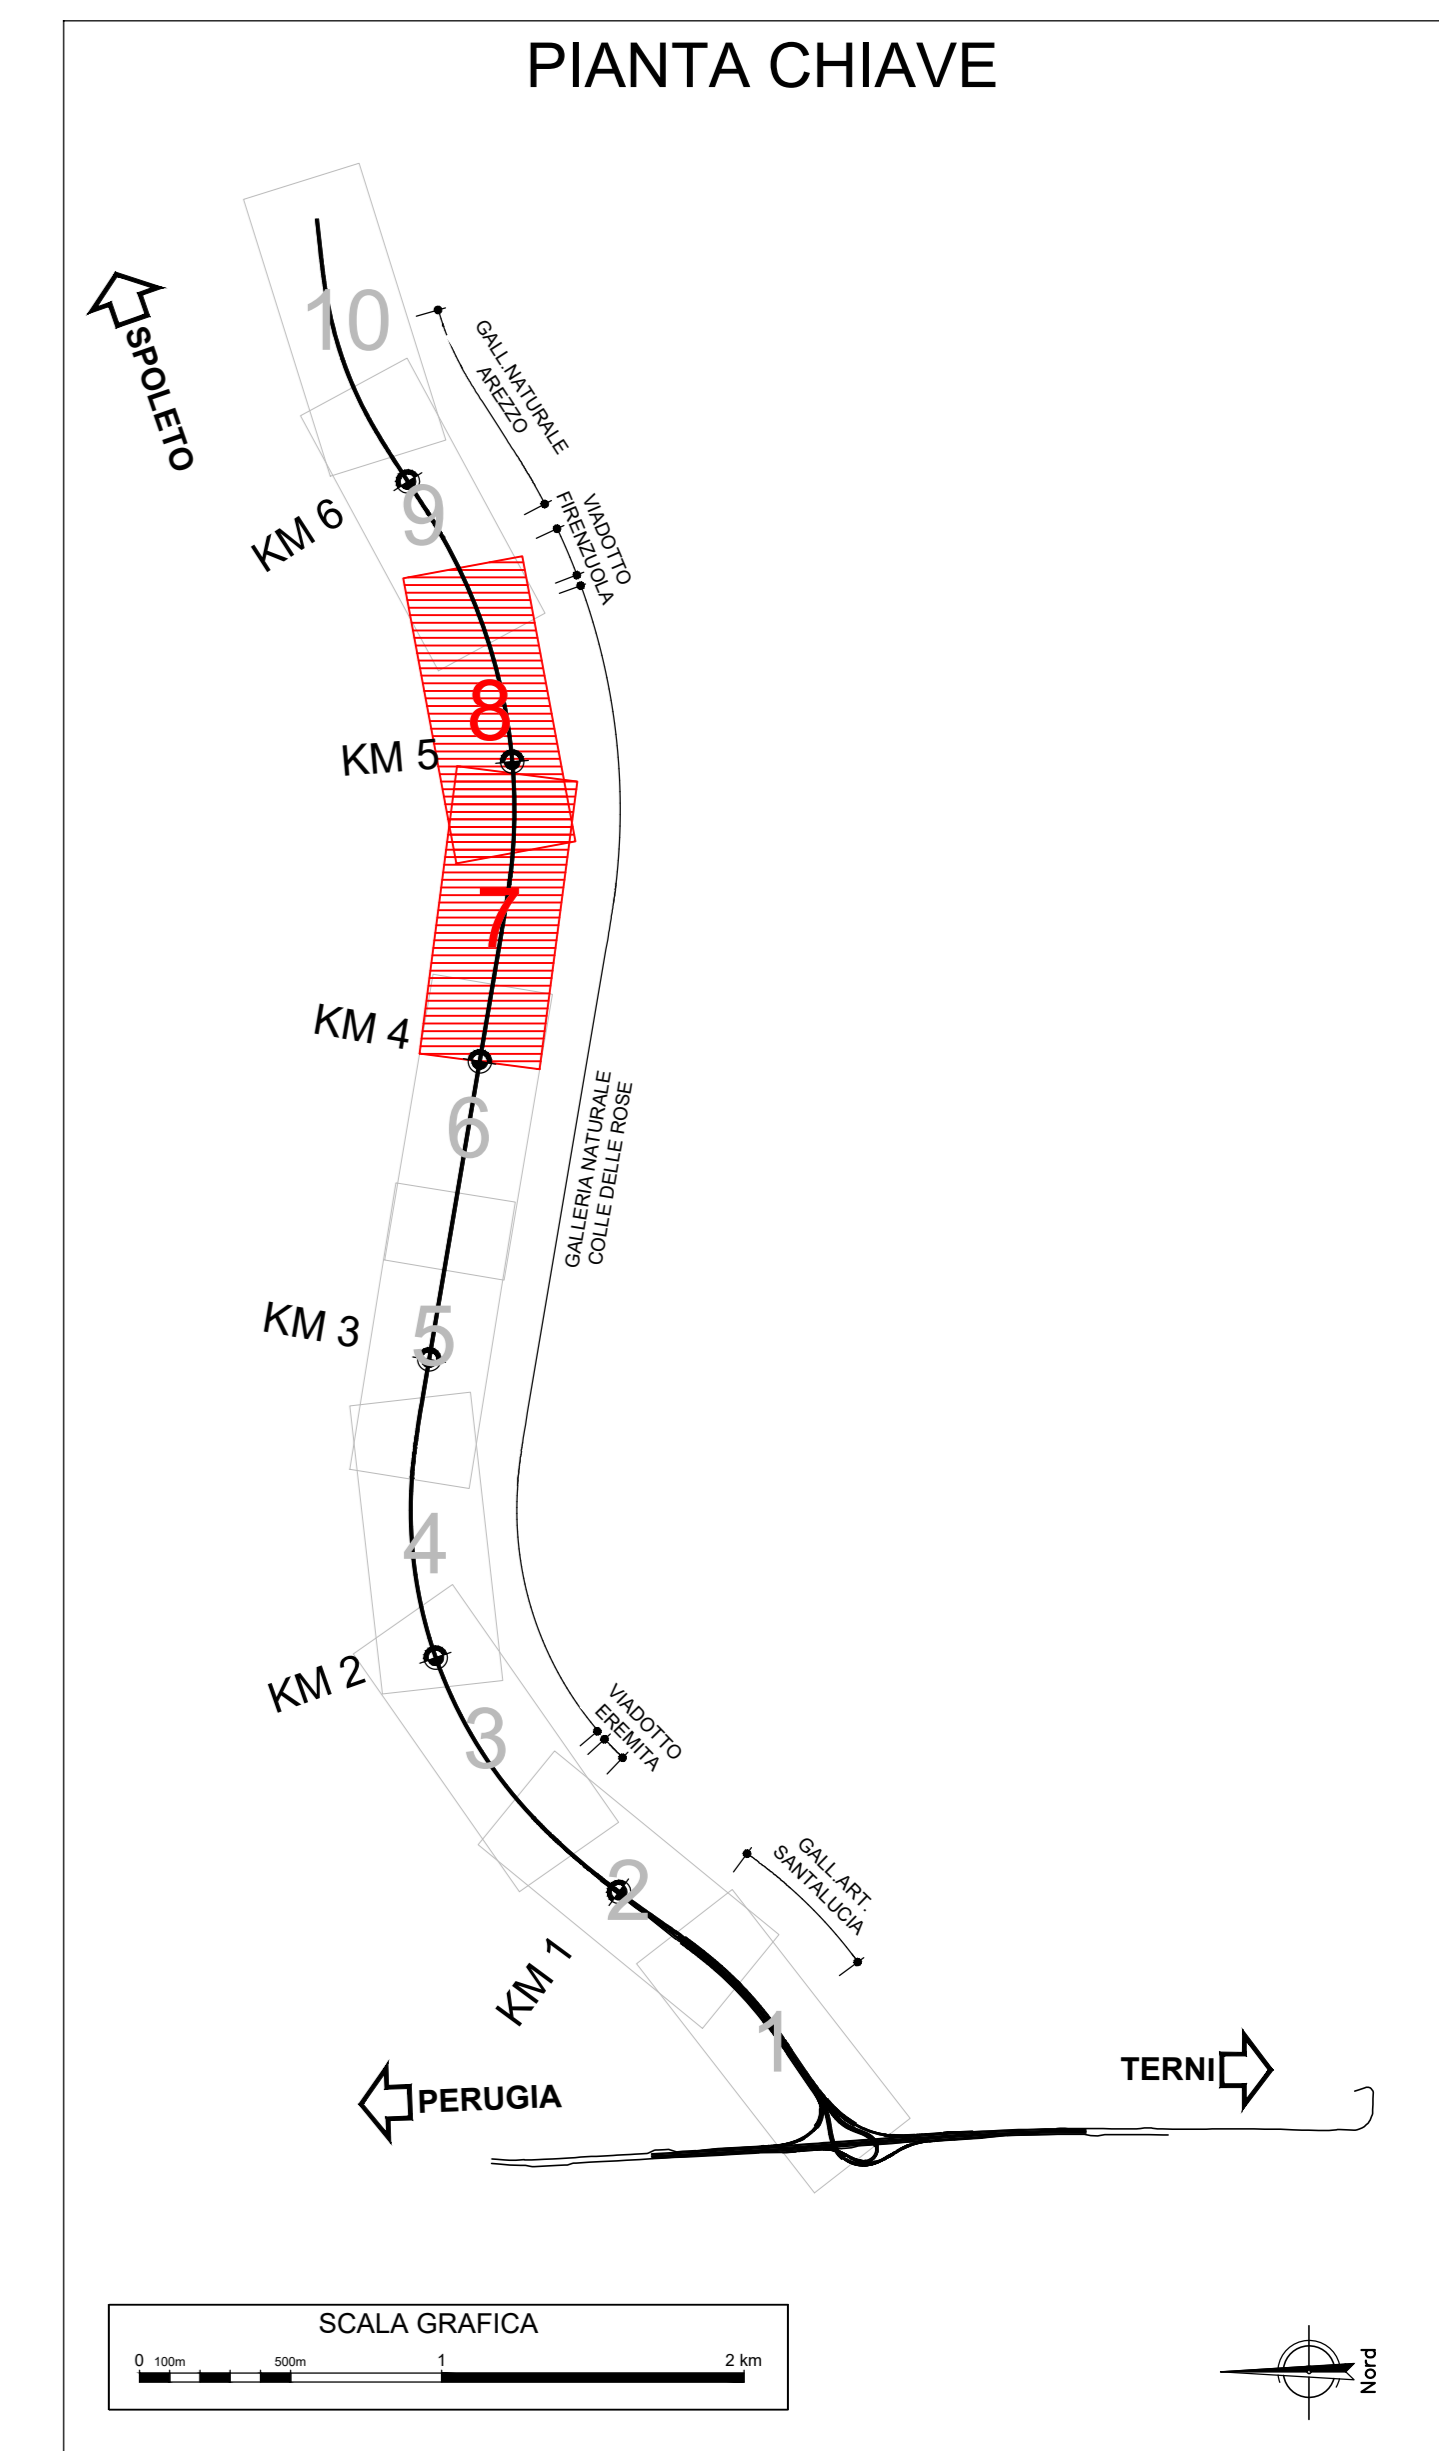 PIANTA CHIAVE
10
SPOLETO
GALL.NATURALE
AREZZO
9
KM 6
VIADOTTO
FIRENZUOLA
8
KM 5
7
KM 4
6
GALLERIA NATURALE
COLLE DELLE ROSE
5
KM 3
4
KM 2
3
VIADOTTO
EREMITA
2
GALL.ART.
SANTALUCIA
KM 1
1
TERNI
PERUGIA
SCALA GRAFICA
0 100m 500m 1 2 km
Nord